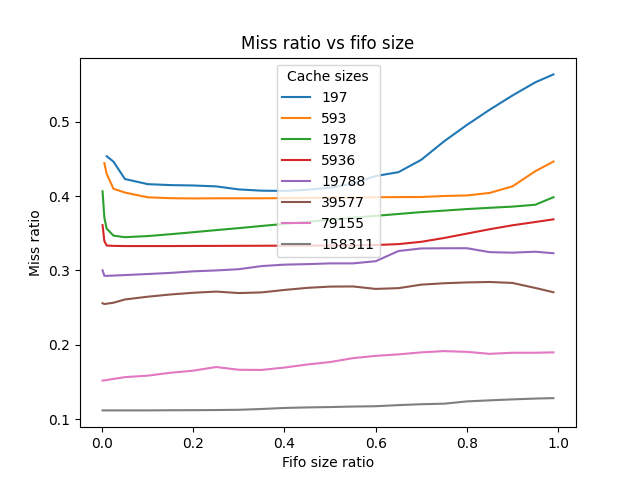 Miss ratio vs fifo size
Cache sizes
197
593
1978
5936
19788
39577
79155
158311
Miss ratio
0.5
0.4
0.3
0.2
0.1
0.0 0.2 0.4 0.6 0.8 1.0
Fifo size ratio